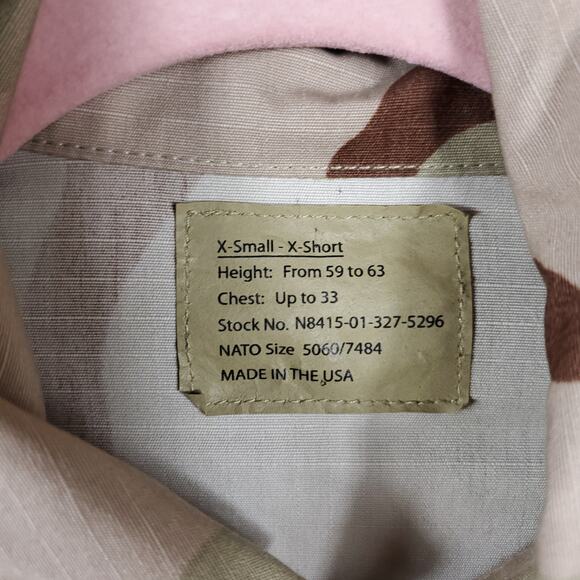 X-Small - X-Short
Height: From 59 to 63
Chest: Up to 33
Stock No. N8415-01-327-5296
NATO Size 5060/7484
MADE IN THE USA